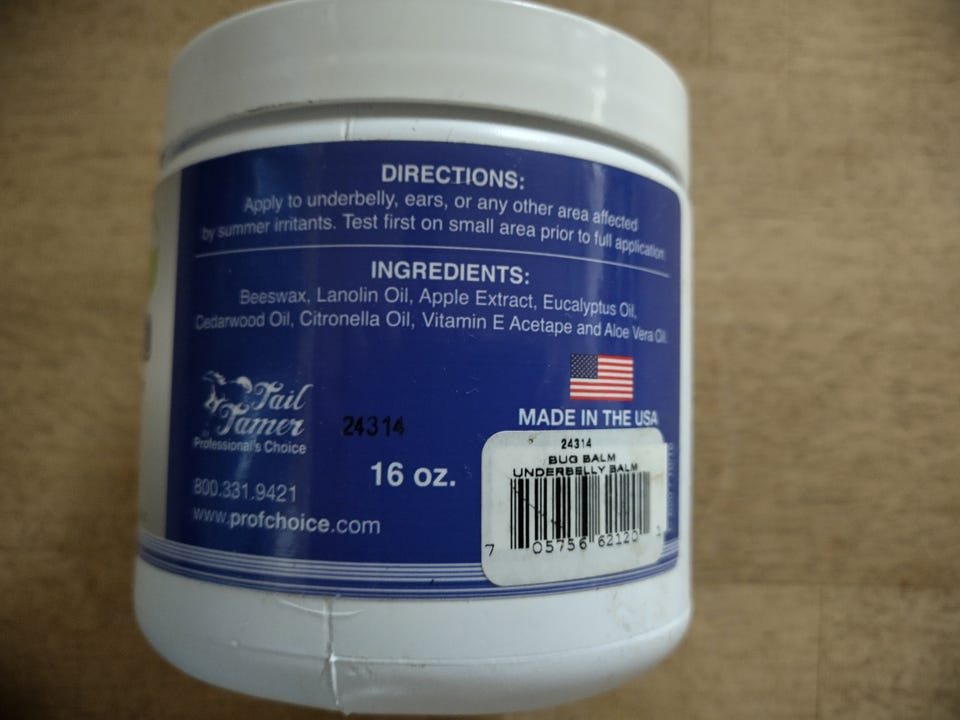 DIRECTIONS:
Apply to underbelly, ears, or any other area affected
by summer irritants. Test first on small area prior to full application
INGREDIENTS:
Beeswax, Lanolin Oil, Apple Extract, Eucalyptus Oil,
Cedarwood Oil, Citronella Oil, Vitamin E Acetape and Aloe Vera Oil.
Tail
Tamer
Professional's Choice
24314
16 oz.
800.331.9421
www.profchoice.com
MADE IN THE USA
24314
BUG BALM
UNDERBELLY BALM
7 05756 62120 1